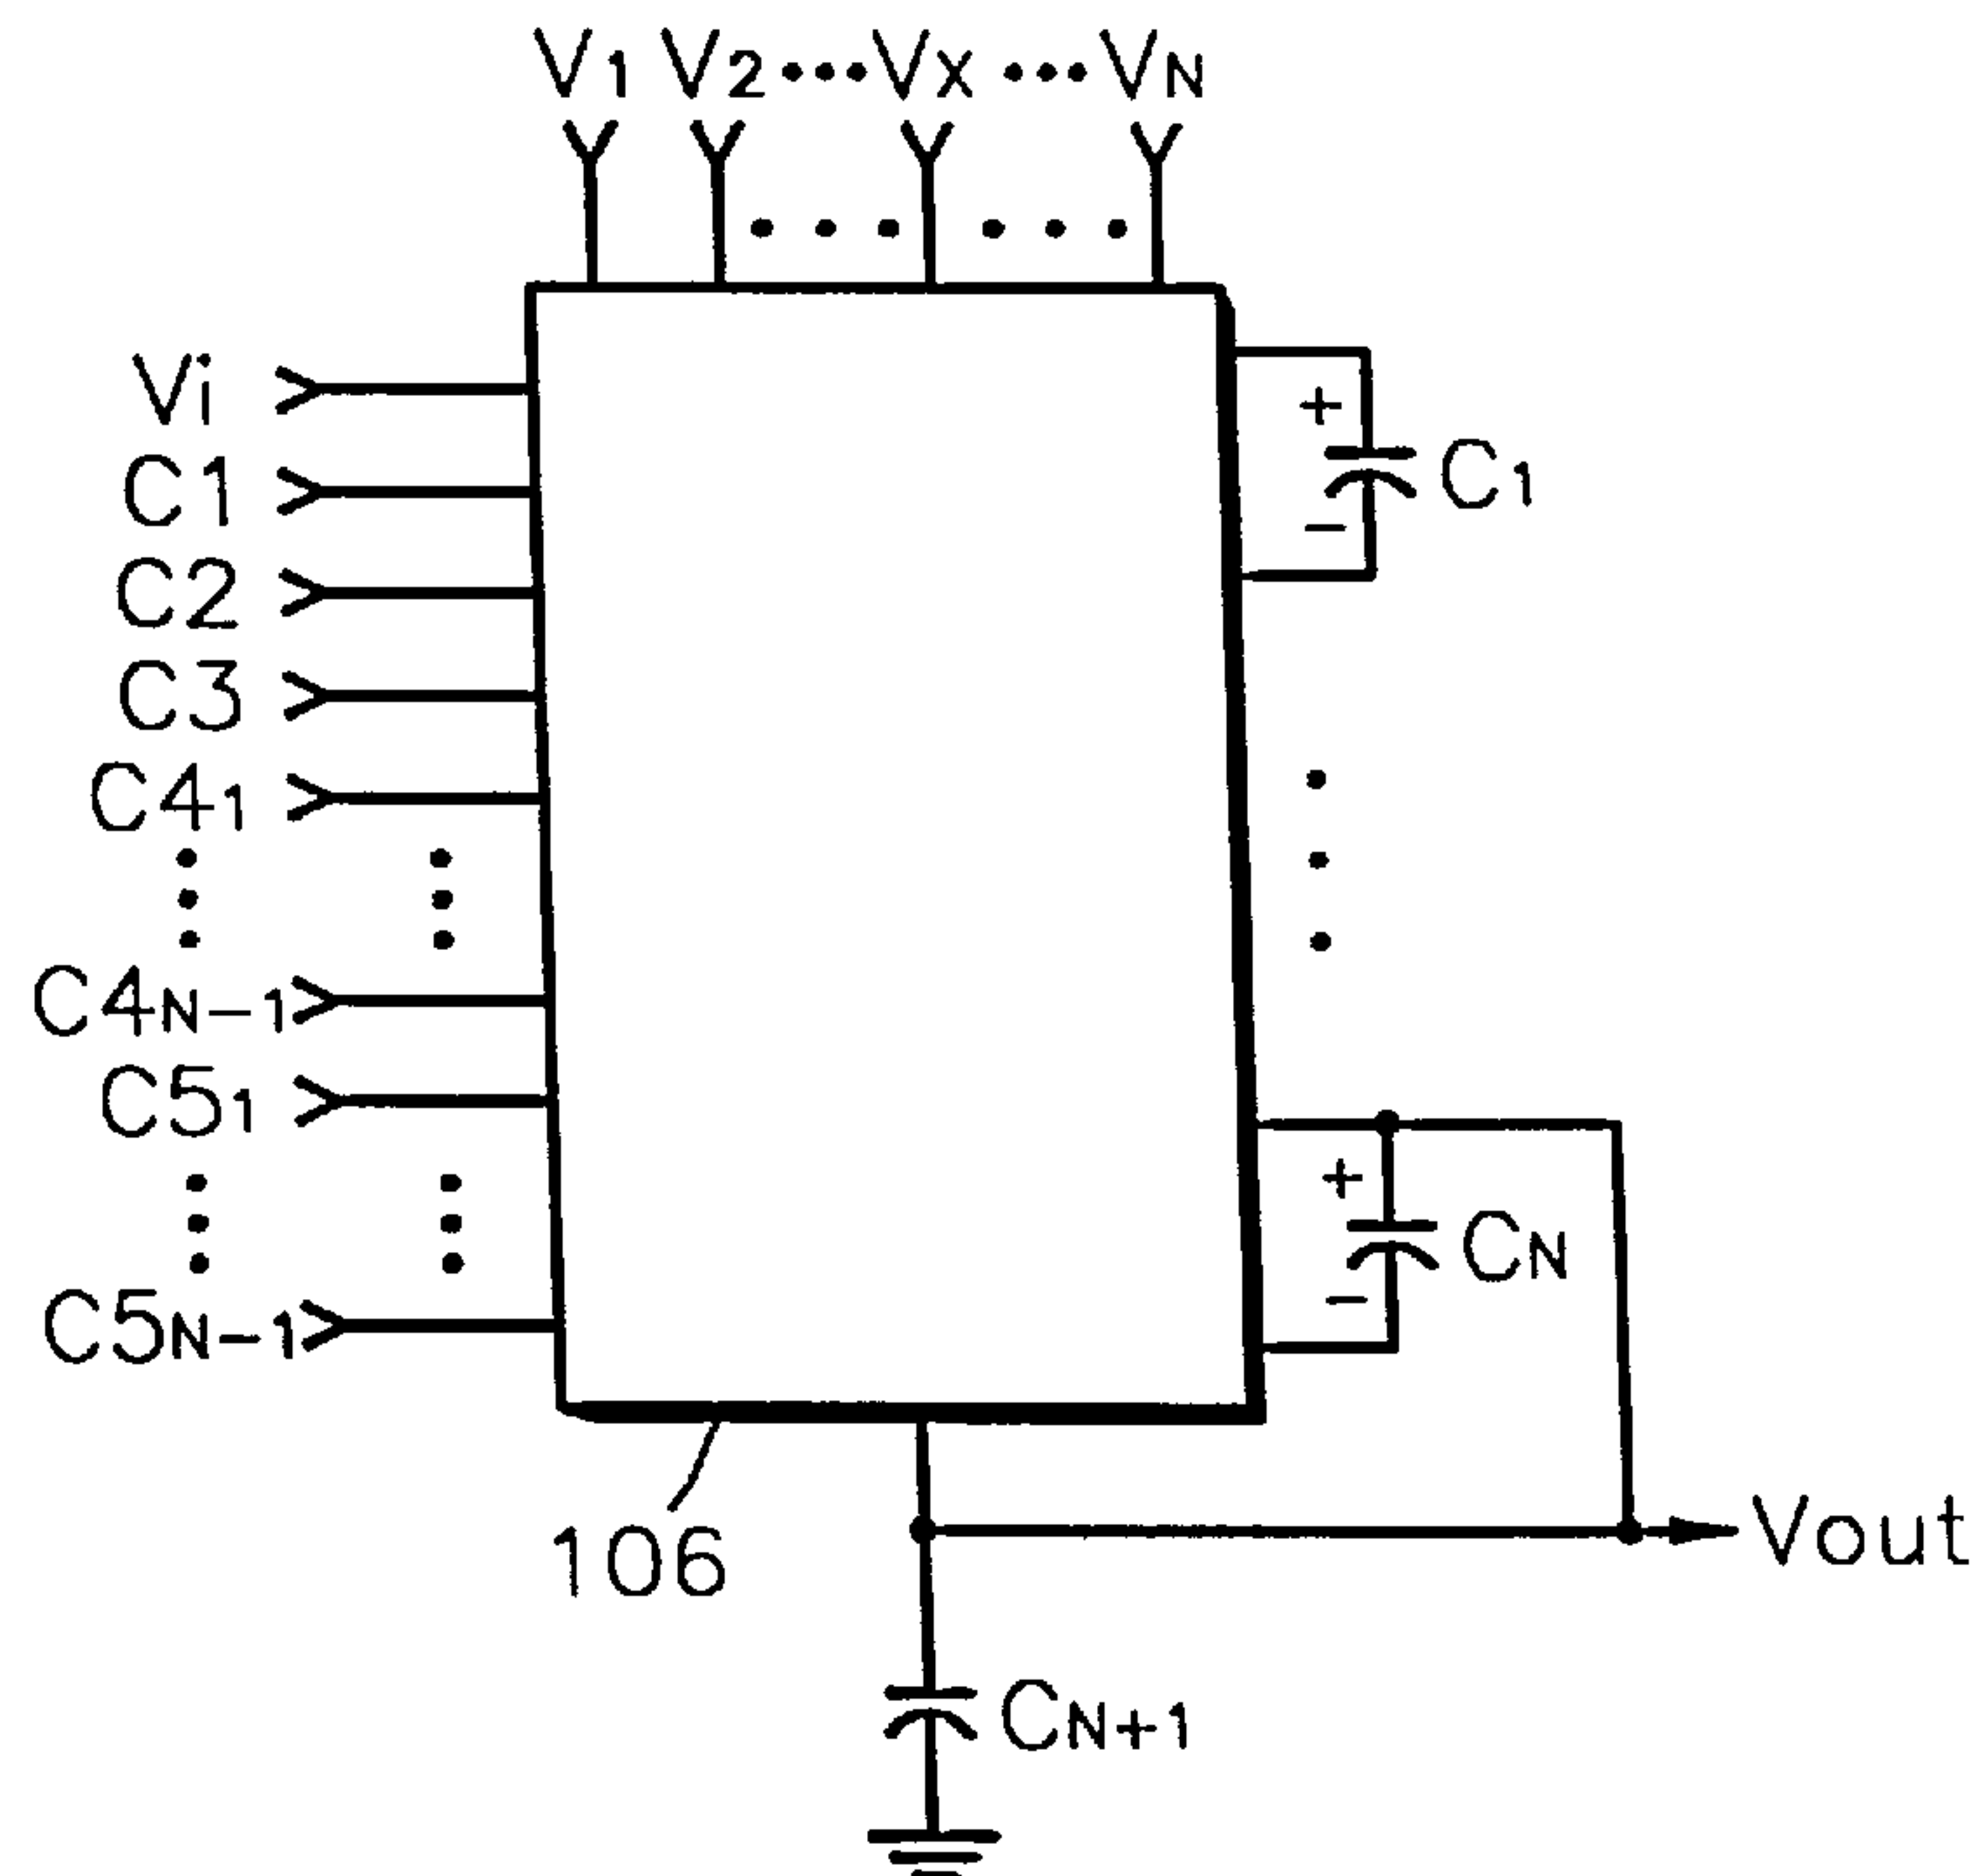 V1 V2 ••• VX ••• VN
Vi
C1
+
C1
−
C2
C3
C41
C4N−1
C51
+
CN
−
C5N−1
Vout
106
CN+1